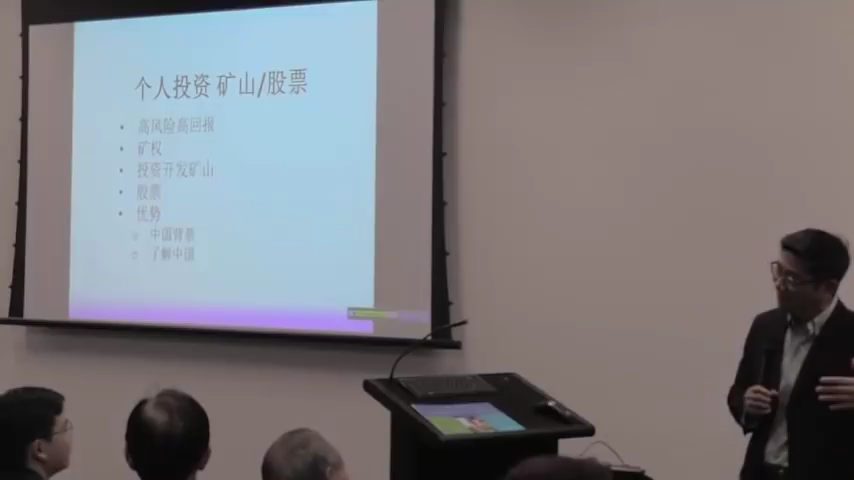 个人投资 矿山/股票
• 高风险高回报
• 矿权
• 投资开发矿山
• 股票
• 优势
○ 中国背景
○ 了解中国